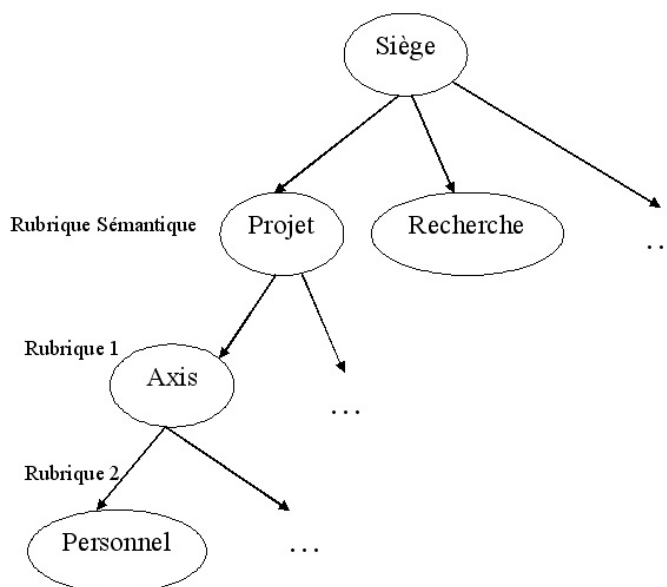 Siège
Rubrique Sémantique
Projet
Recherche
..
Rubrique 1
Axis
...
Rubrique 2
Personnel
...